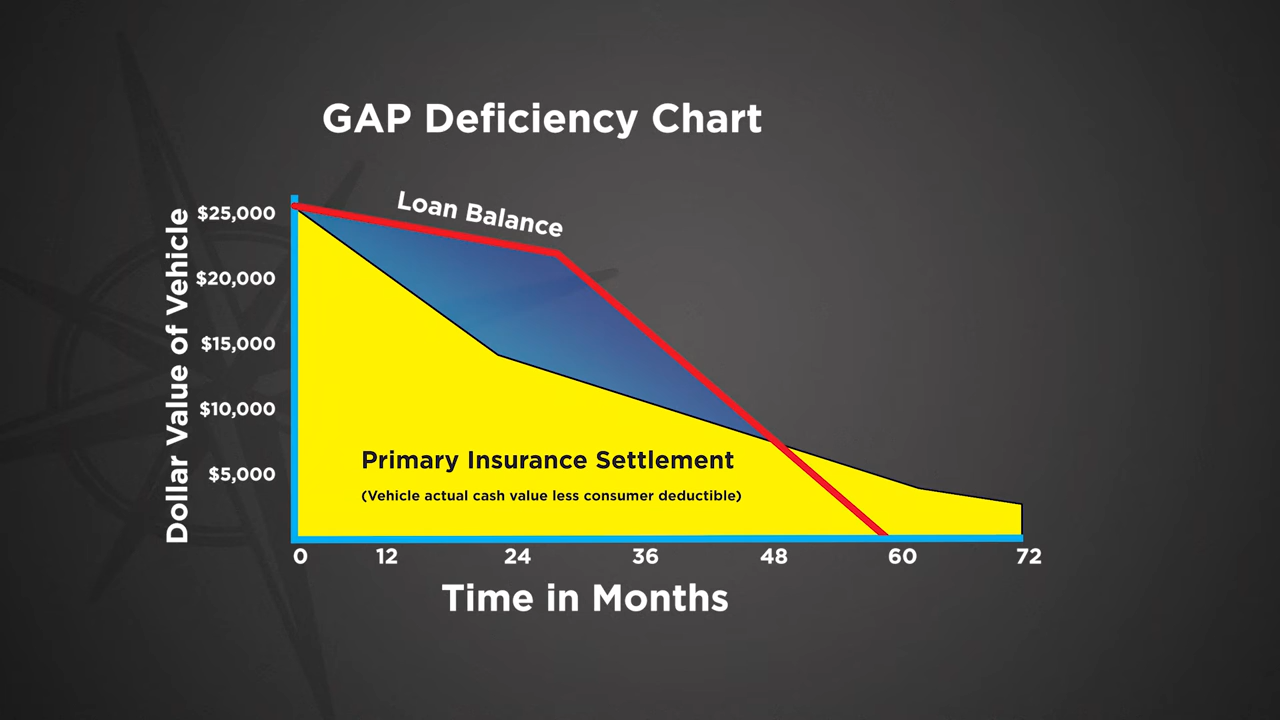 GAP Deficiency Chart
Loan Balance
Dollar Value of Vehicle
$25,000
$20,000
$15,000
$10,000
$5,000
Primary Insurance Settlement
(Vehicle actual cash value less consumer deductible)
0 12 24 36 48 60 72
Time in Months